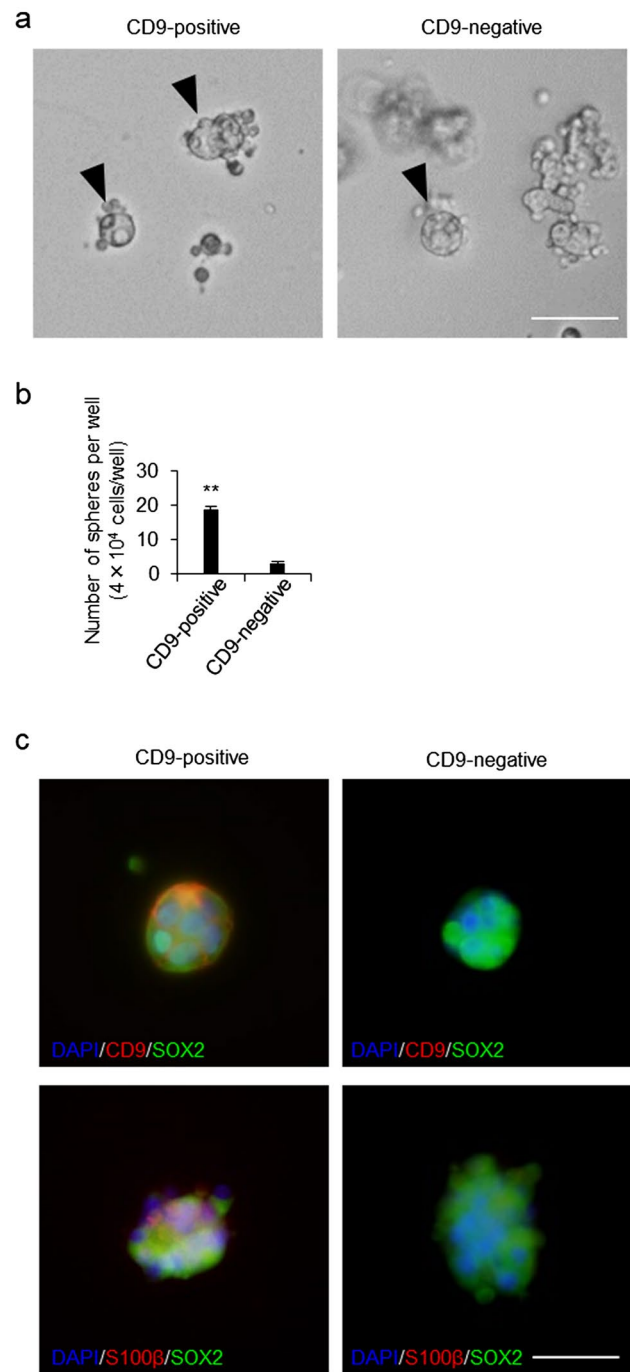 a
CD9-positive
CD9-negative
b
Number of spheres per well
(4 × 10⁴ cells/well)
30
20
10
0
**
CD9-positive
CD9-negative
c
CD9-positive
CD9-negative
DAPI/CD9/SOX2
DAPI/CD9/SOX2
DAPI/S100β/SOX2
DAPI/S100β/SOX2